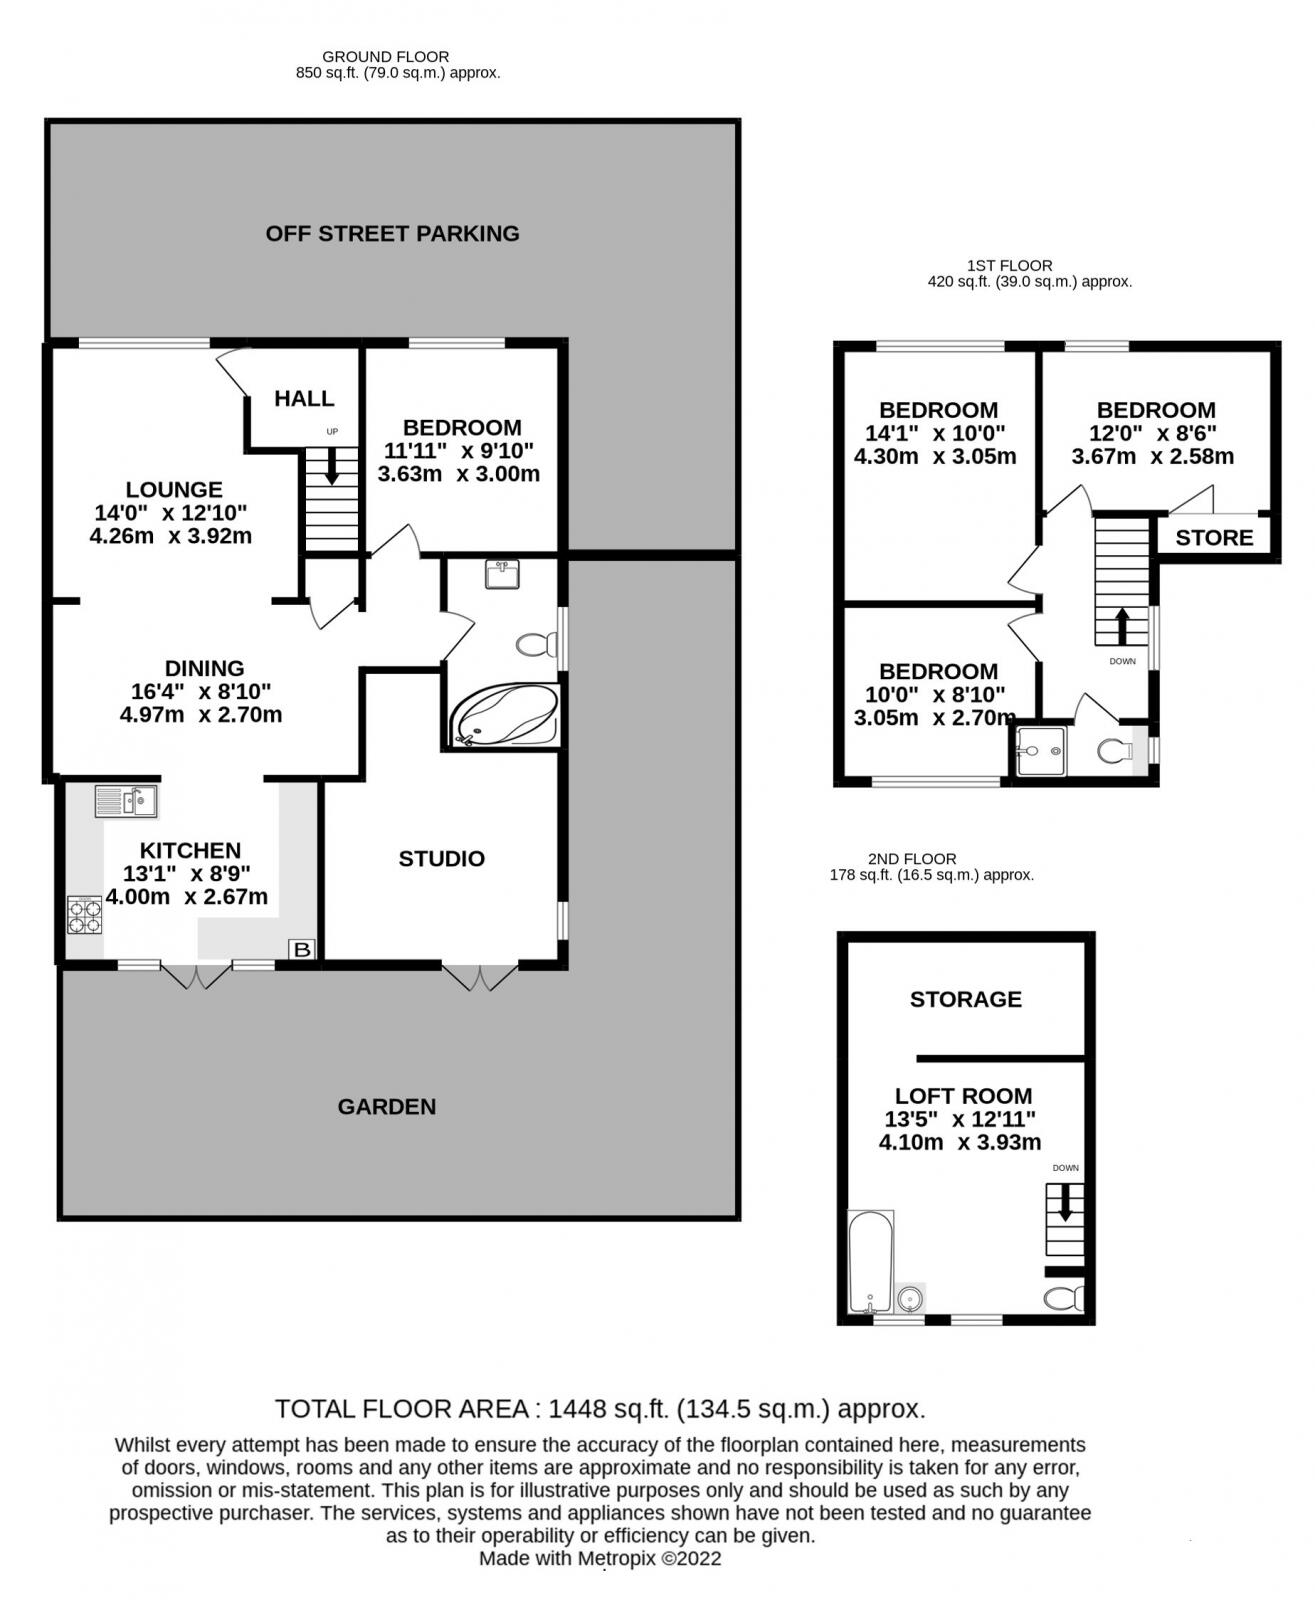 GROUND FLOOR
850 sq.ft. (79.0 sq.m.) approx.
OFF STREET PARKING
HALL
UP
BEDROOM
11'11" x 9'10"
3.63m x 3.00m
LOUNGE
14'0" x 12'10"
4.26m x 3.92m
DINING
16'4" x 8'10"
4.97m x 2.70m
KITCHEN
13'1" x 8'9"
4.00m x 2.67m
B
STUDIO
GARDEN
1ST FLOOR
420 sq.ft. (39.0 sq.m.) approx.
BEDROOM
14'1" x 10'0"
4.30m x 3.05m
BEDROOM
12'0" x 8'6"
3.67m x 2.58m
STORE
DOWN
BEDROOM
10'0" x 8'10"
3.05m x 2.70m
2ND FLOOR
178 sq.ft. (16.5 sq.m.) approx.
STORAGE
LOFT ROOM
13'5" x 12'11"
4.10m x 3.93m
DOWN
TOTAL FLOOR AREA : 1448 sq.ft. (134.5 sq.m.) approx.
Whilst every attempt has been made to ensure the accuracy of the floorplan contained here, measurements
of doors, windows, rooms and any other items are approximate and no responsibility is taken for any error,
omission or mis-statement. This plan is for illustrative purposes only and should be used as such by any
prospective purchaser. The services, systems and appliances shown have not been tested and no guarantee
as to their operability or efficiency can be given.
Made with Metropix ©2022